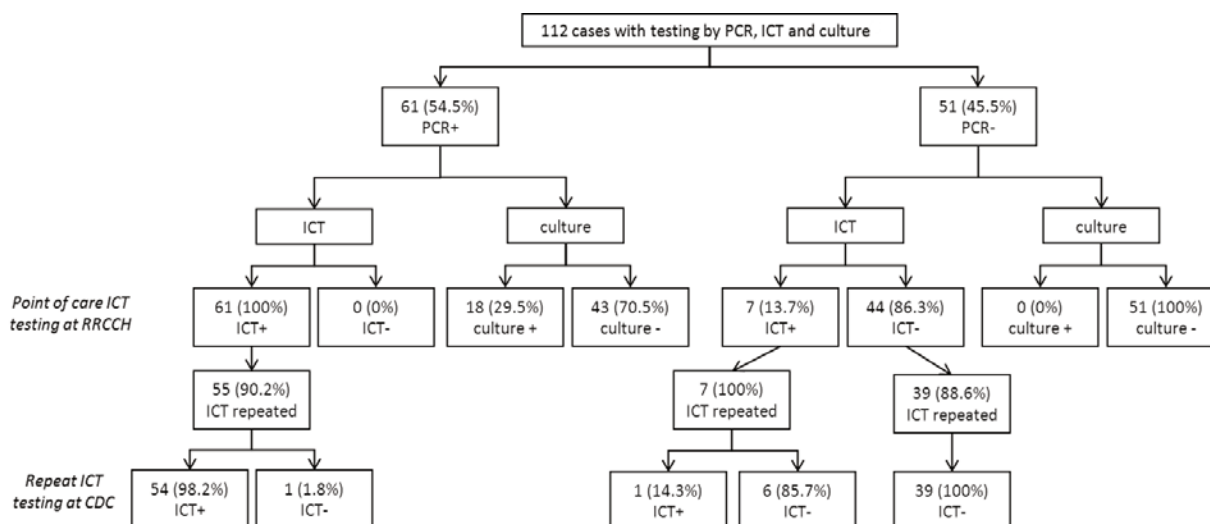 112 cases with testing by PCR, ICT and culture
61 (54.5%)
PCR+
51 (45.5%)
PCR-
ICT
culture
ICT
culture
Point of care ICT
testing at RRCCH
61 (100%)
ICT+
0 (0%)
ICT-
18 (29.5%)
culture +
43 (70.5%)
culture -
7 (13.7%)
ICT+
44 (86.3%)
ICT-
0 (0%)
culture +
51 (100%)
culture -
55 (90.2%)
ICT repeated
7 (100%)
ICT repeated
39 (88.6%)
ICT repeated
Repeat ICT
testing at CDC
54 (98.2%)
ICT+
1 (1.8%)
ICT-
1 (14.3%)
ICT+
6 (85.7%)
ICT-
39 (100%)
ICT-